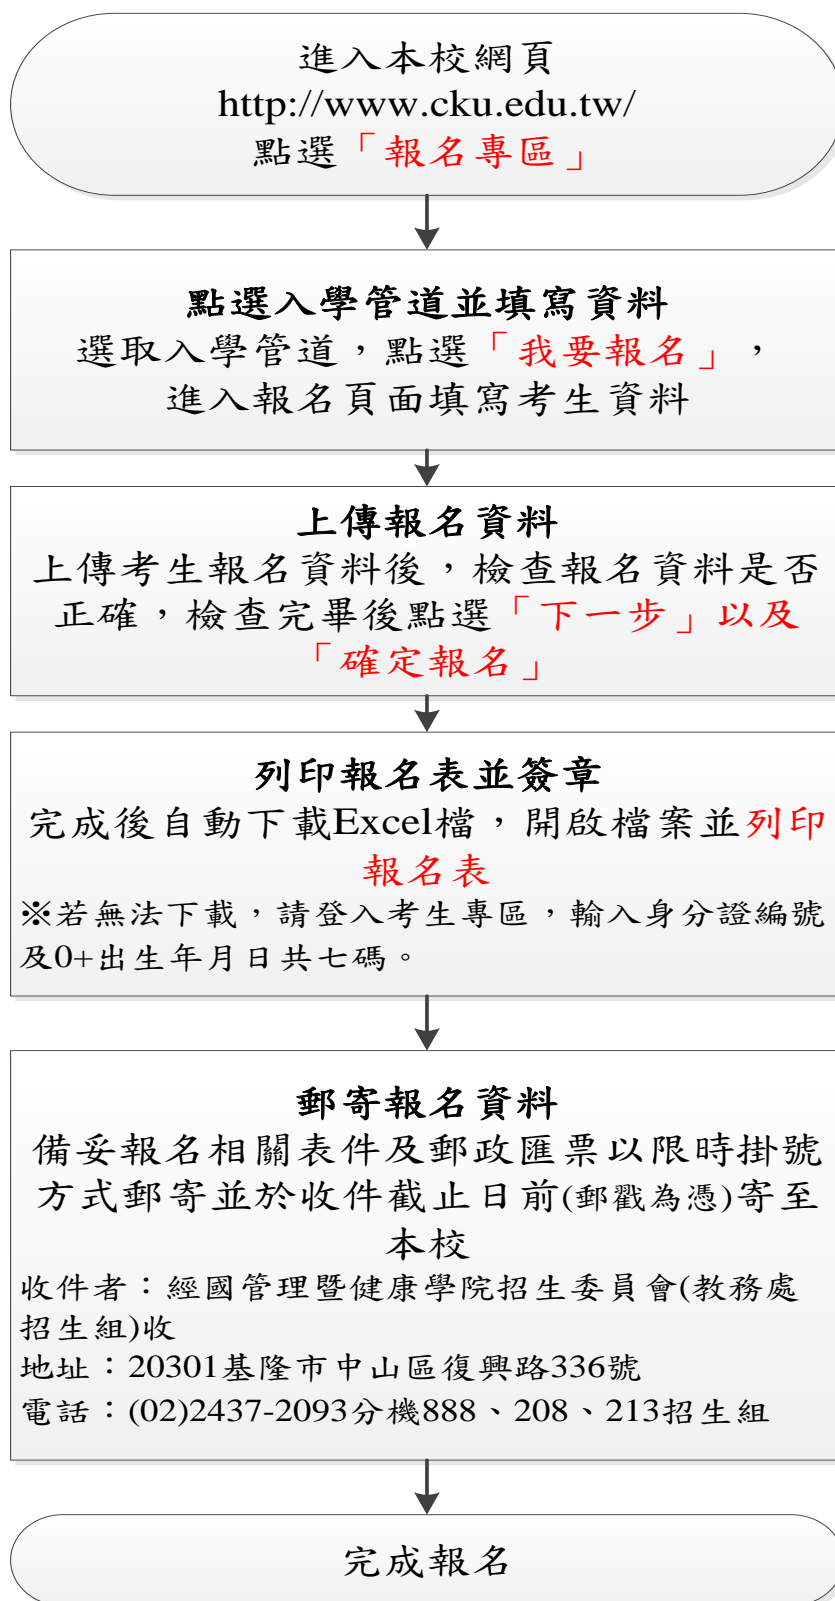 進入本校網頁
http://www.cku.edu.tw/
點選「報名專區」
點選入學管道並填寫資料
選取入學管道，點選「我要報名」，
進入報名頁面填寫考生資料
上傳報名資料
上傳考生報名資料後，檢查報名資料是否
正確，檢查完畢後點選「下一步」以及
「確定報名」
列印報名表並簽章
完成後自動下載Excel檔，開啟檔案並列印
報名表
※若無法下載，請登入考生專區，輸入身分證編號
及0+出生年月日共七碼。
郵寄報名資料
備妥報名相關表件及郵政匯票以限時掛號
方式郵寄並於收件截止日前(郵戳為憑)寄至
本校
收件者：經國管理暨健康學院招生委員會(教務處
招生組)收
地址：20301基隆市中山區復興路336號
電話：(02)2437-2093分機888、208、213招生組
完成報名